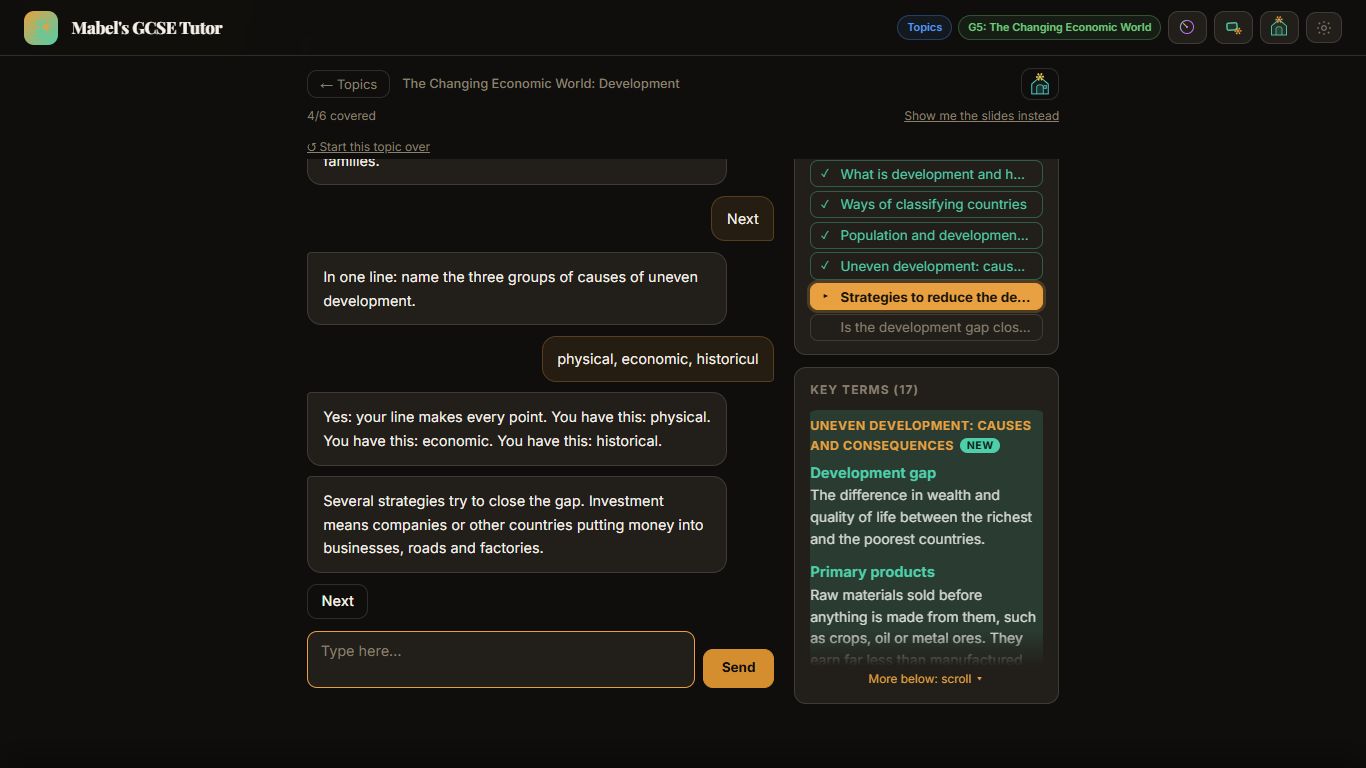 Mabel's GCSE Tutor
Topics
G5: The Changing Economic World
← Topics
The Changing Economic World: Development
4/6 covered
Show me the slides instead
↺ Start this topic over
families.
Next
In one line: name the three groups of causes of uneven
development.
physical, economic, historicul
Yes: your line makes every point. You have this: physical.
You have this: economic. You have this: historical.
Several strategies try to close the gap. Investment
means companies or other countries putting money into
businesses, roads and factories.
Next
Type here...
Send
✓ What is development and h...
✓ Ways of classifying countries
✓ Population and developmen...
✓ Uneven development: caus...
▸ Strategies to reduce the de...
Is the development gap clos...
KEY TERMS (17)
UNEVEN DEVELOPMENT: CAUSES
AND CONSEQUENCES NEW
Development gap
The difference in wealth and
quality of life between the richest
and the poorest countries.
Primary products
Raw materials sold before
anything is made from them, such
as crops, oil or metal ores. They
earn far less than manufactured
More below: scroll ▾